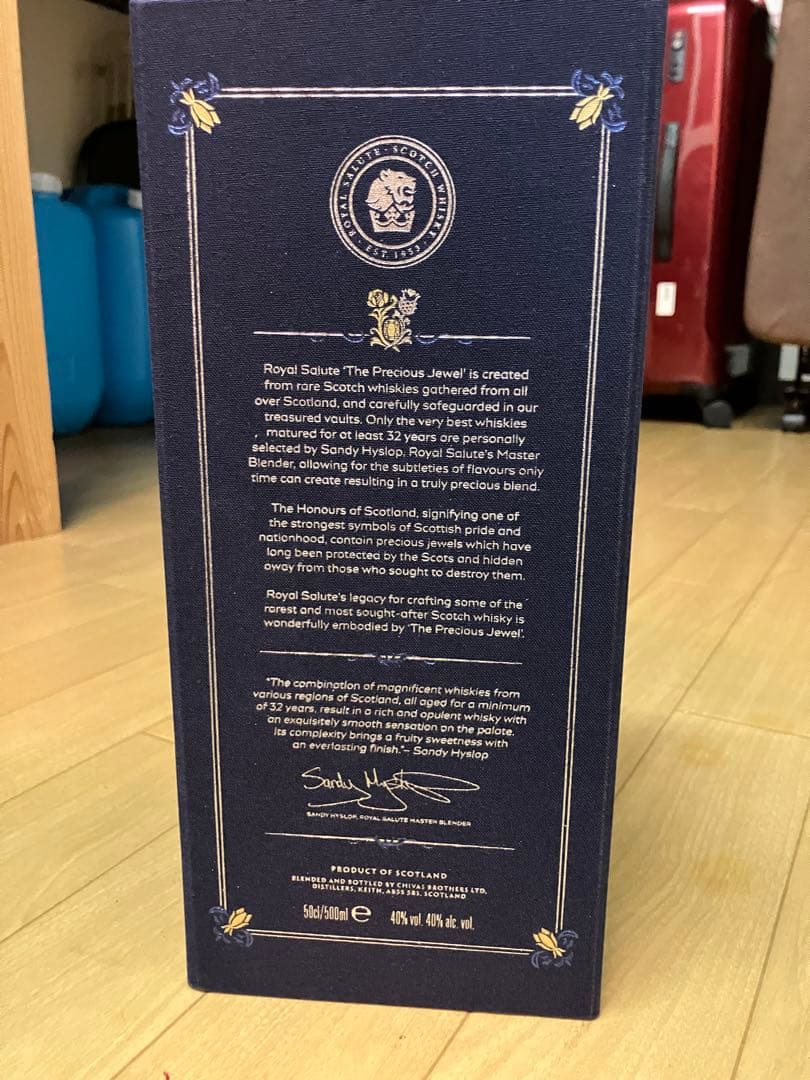 ROYAL SALUTE · SCOTCH WHISKY
· EST. 1953 ·
Royal Salute 'The Precious Jewel' is created
from rare Scotch whiskies gathered from all
over Scotland, and carefully safeguarded in our
treasured vaults. Only the very best whiskies
matured for at least 32 years are personally
selected by Sandy Hyslop, Royal Salute's Master
Blender, allowing for the subtleties of flavours only
time can create resulting in a truly precious blend.
The Honours of Scotland, signifying one of
the strongest symbols of Scottish pride and
nationhood, contain precious jewels which have
long been protected by the Scots and hidden
away from those who sought to destroy them.
Royal Salute's legacy for crafting some of the
rarest and most sought-after Scotch whisky is
wonderfully embodied by 'The Precious Jewel'.
"The combination of magnificent whiskies from
various regions of Scotland, all aged for a minimum
of 32 years, result in a rich and opulent whisky with
an exquisitely smooth sensation on the palate.
Its complexity brings a fruity sweetness with
an everlasting finish."– Sandy Hyslop
Sandy Hyslop
SANDY HYSLOP, ROYAL SALUTE MASTER BLENDER
PRODUCT OF SCOTLAND
BLENDED AND BOTTLED BY CHIVAS BROTHERS LTD,
DISTILLERS, KEITH, AB55 5BS, SCOTLAND
50cl/500ml e 40% vol. 40% alc. vol.